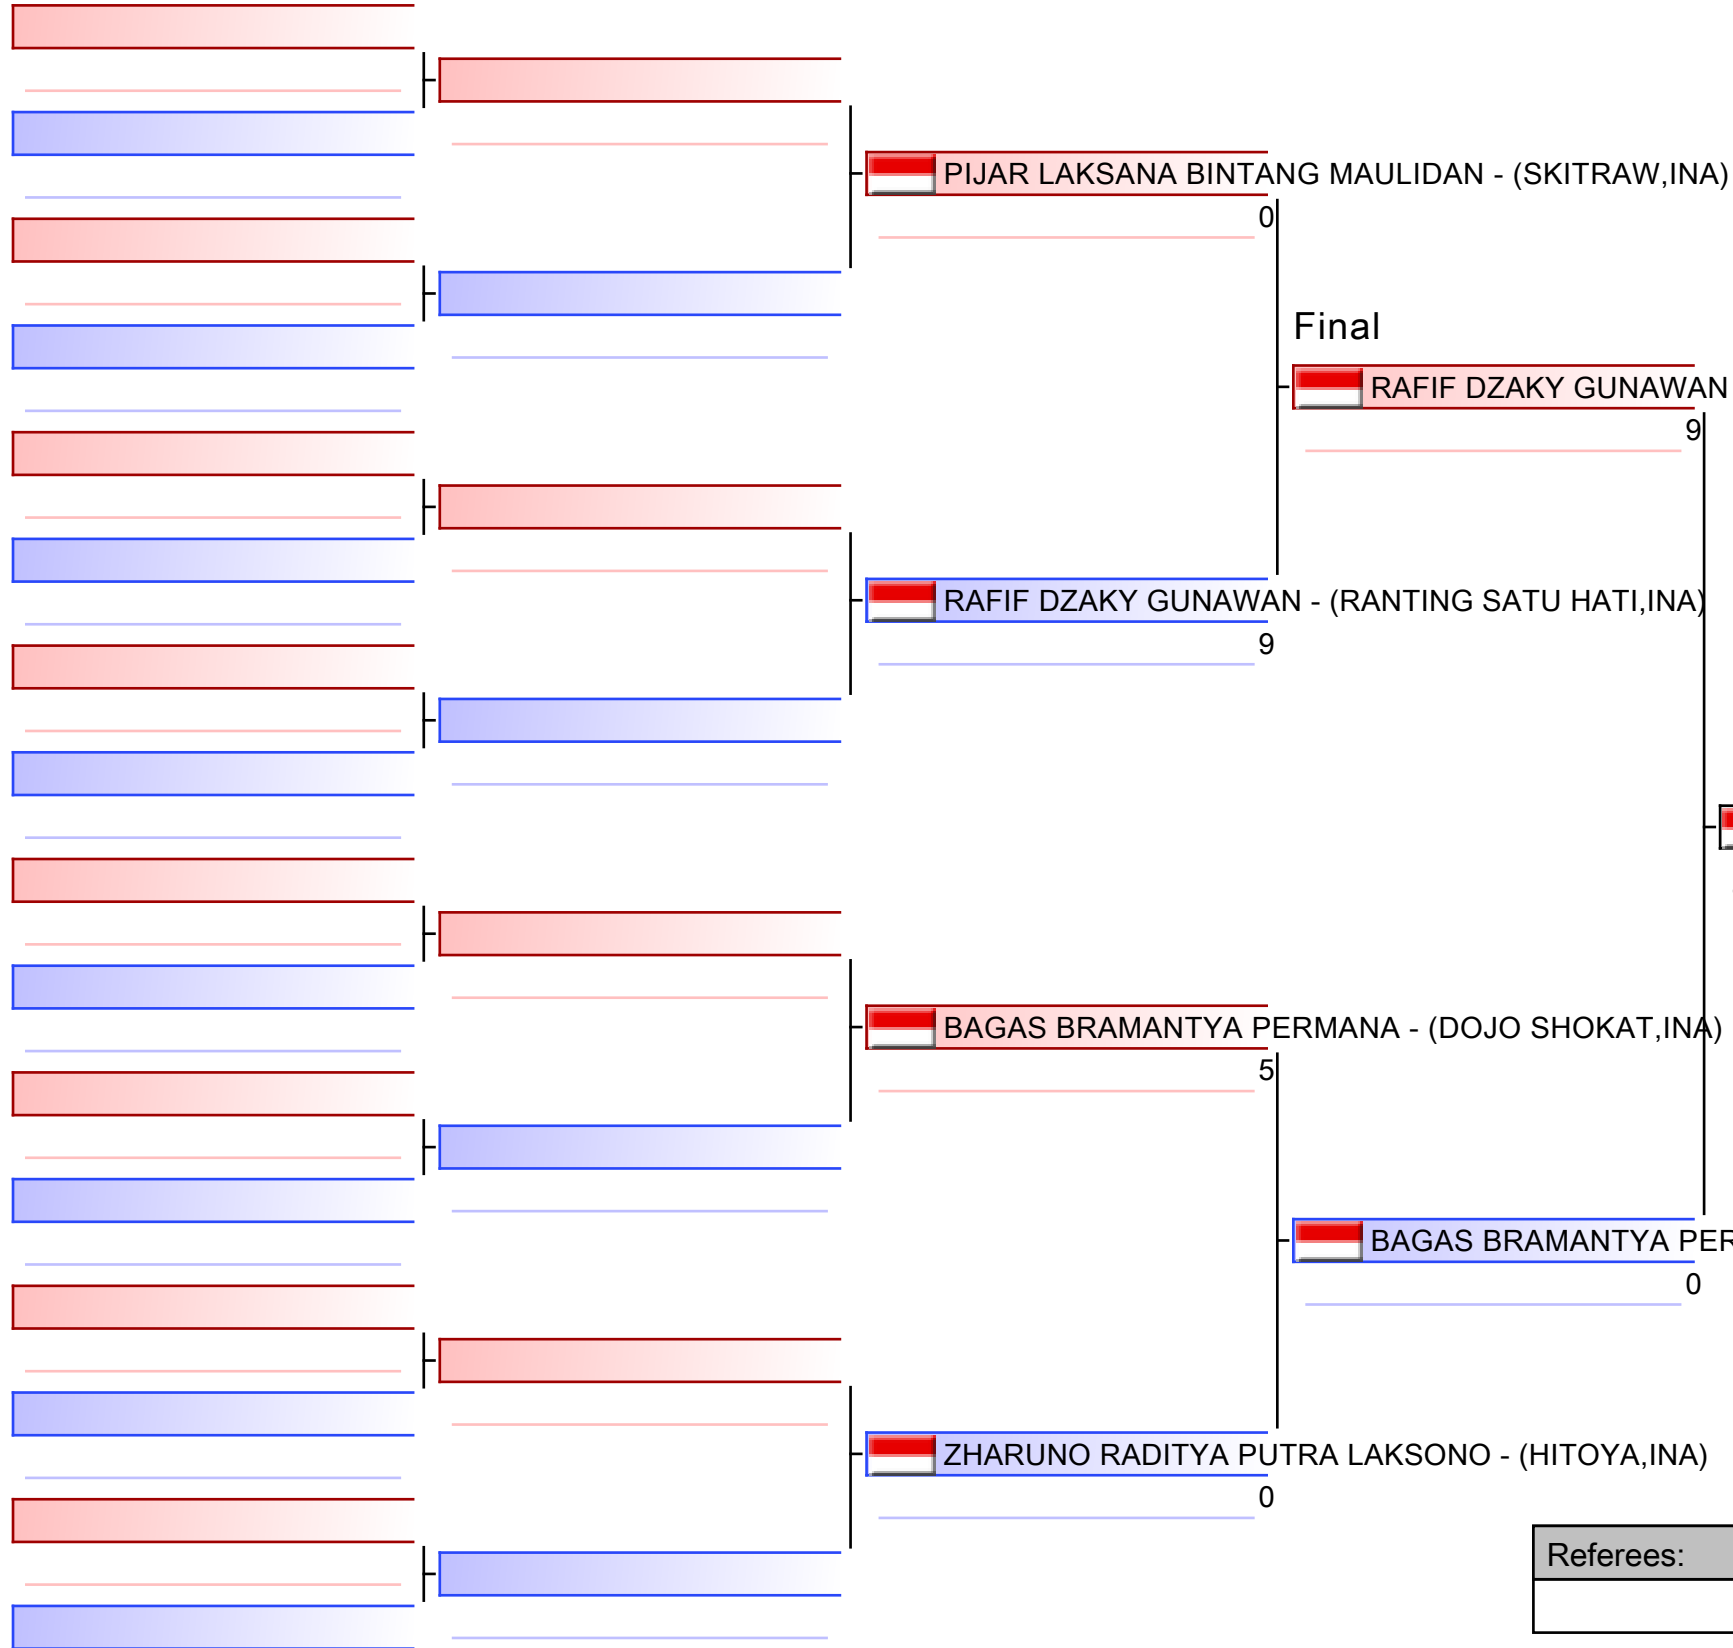 PIJAR LAKSANA BINTANG MAULIDAN - (SKITRAW,INA)
0
Final
RAFIF DZAKY GUNAWAN
9
RAFIF DZAKY GUNAWAN - (RANTING SATU HATI,INA)
9
BAGAS BRAMANTYA PERMANA - (DOJO SHOKAT,INA)
5
BAGAS BRAMANTYA PER
0
ZHARUNO RADITYA PUTRA LAKSONO - (HITOYA,INA)
0
Referees: